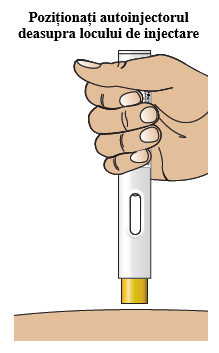 Poziționați autoinjectorul
deasupra locului de injectare